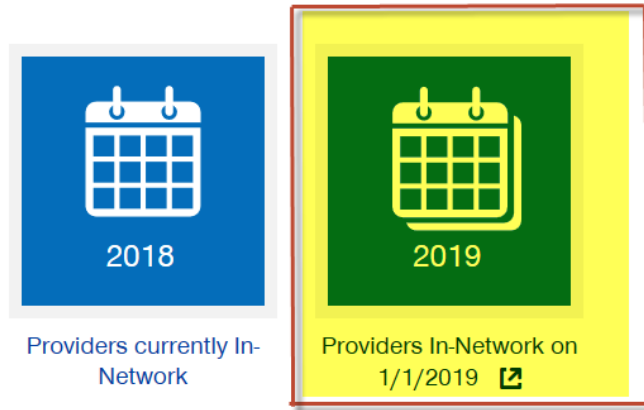 2018
Providers currently In-
Network
2019
Providers In-Network on
1/1/2019